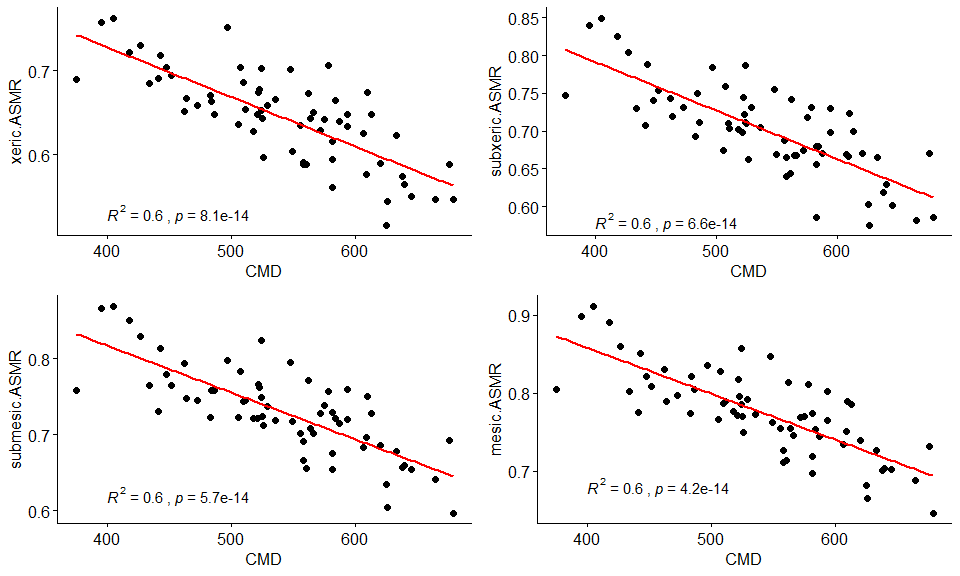 xeric.ASMR
0.7
0.6
R² = 0.6 , p = 8.1e-14
400 500 600
CMD
subxeric.ASMR
0.85
0.80
0.75
0.70
0.65
0.60
R² = 0.6 , p = 6.6e-14
400 500 600
CMD
submesic.ASMR
0.8
0.7
0.6
R² = 0.6 , p = 5.7e-14
400 500 600
CMD
mesic.ASMR
0.9
0.8
0.7
R² = 0.6 , p = 4.2e-14
400 500 600
CMD